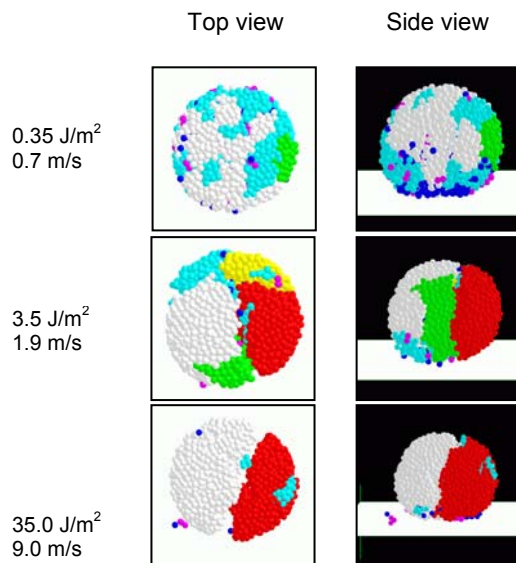 Top view Side view
0.35 J/m²
0.7 m/s
3.5 J/m²
1.9 m/s
35.0 J/m²
9.0 m/s